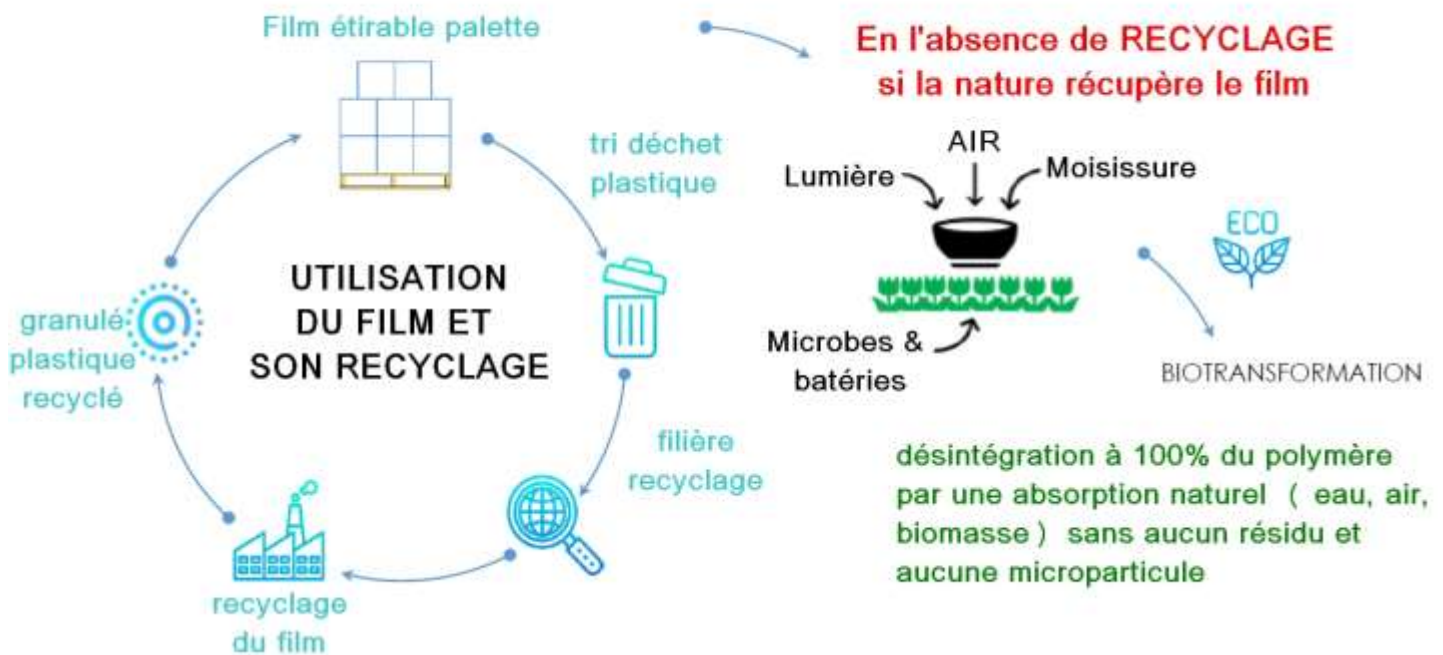 Film étirable palette
tri déchet
plastique
UTILISATION
DU FILM ET
SON RECYCLAGE
granulé
plastique
recyclé
filière
recyclage
recyclage
du film
En l'absence de RECYCLAGE
si la nature récupère le film
AIR
Lumière
Moisissure
Microbes &
batéries
ECO
BIOTRANSFORMATION
désintégration à 100% du polymère
par une absorption naturel ( eau, air,
biomasse ) sans aucun résidu et
aucune microparticule